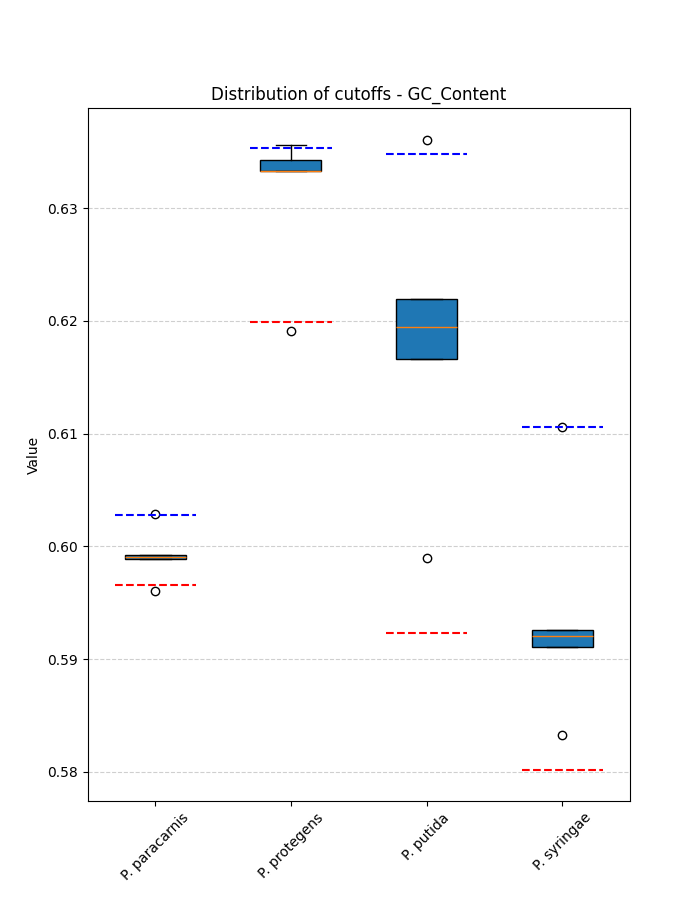 Distribution of cutoffs - GC_Content
Value
0.63
0.62
0.61
0.60
0.59
0.58
P. paracarnis
P. protegens
P. putida
P. syringae